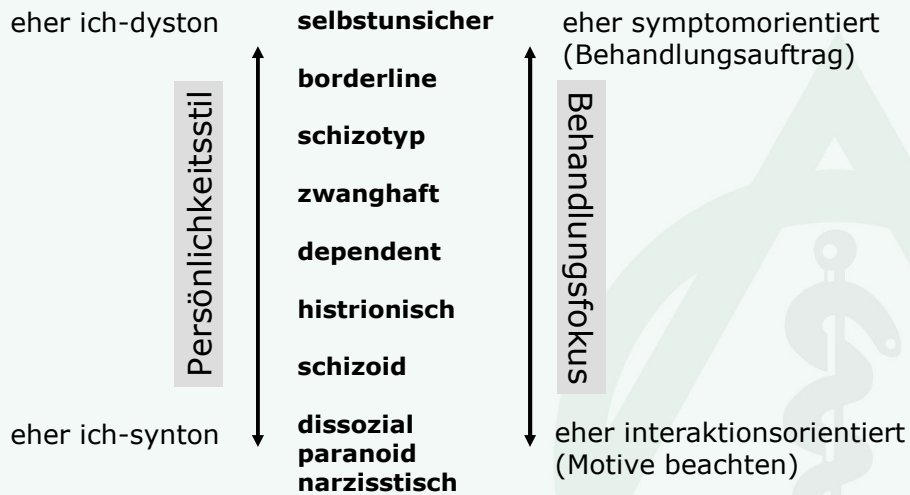 eher ich-dyston
selbstunsicher
eher symptomorientiert
(Behandlungsauftrag)
borderline
schizotyp
zwanghaft
dependent
histrionisch
schizoid
Persönlichkeitsstil
Behandlungsfokus
eher ich-synton
dissozial
paranoid
narzisstisch
eher interaktionsorientiert
(Motive beachten)